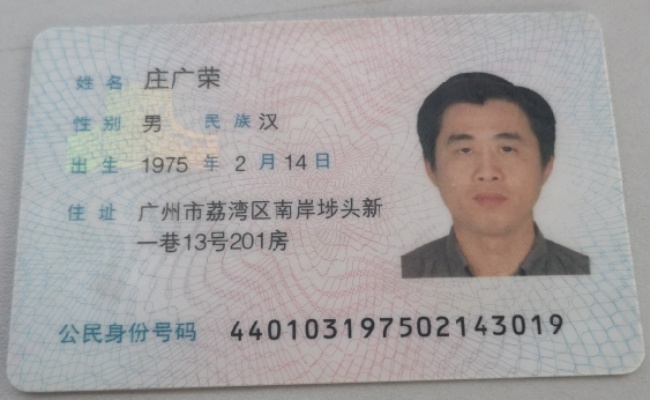 姓名 庄广荣
性别 男 民族 汉
出生 1975 年 2 月 14 日
住址 广州市荔湾区南岸埗头新
一巷13号201房
公民身份号码 440103197502143019